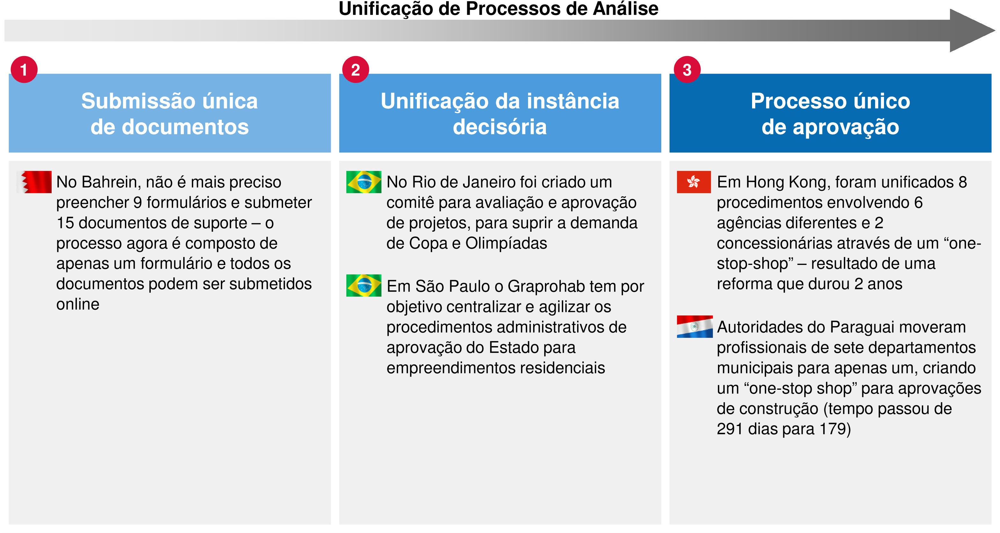 Unificação de Processos de Análise
1
Submissão única
de documentos
No Bahrein, não é mais preciso
preencher 9 formulários e submeter
15 documentos de suporte – o
processo agora é composto de
apenas um formulário e todos os
documentos podem ser submetidos
online
2
Unificação da instância
decisória
No Rio de Janeiro foi criado um
comitê para avaliação e aprovação
de projetos, para suprir a demanda
de Copa e Olimpíadas
Em São Paulo o Graprohab tem por
objetivo centralizar e agilizar os
procedimentos administrativos de
aprovação do Estado para
empreendimentos residenciais
3
Processo único
de aprovação
Em Hong Kong, foram unificados 8
procedimentos envolvendo 6
agências diferentes e 2
concessionárias através de um “one-
stop-shop” – resultado de uma
reforma que durou 2 anos
Autoridades do Paraguai moveram
profissionais de sete departamentos
municipais para apenas um, criando
um “one-stop shop” para aprovações
de construção (tempo passou de
291 dias para 179)